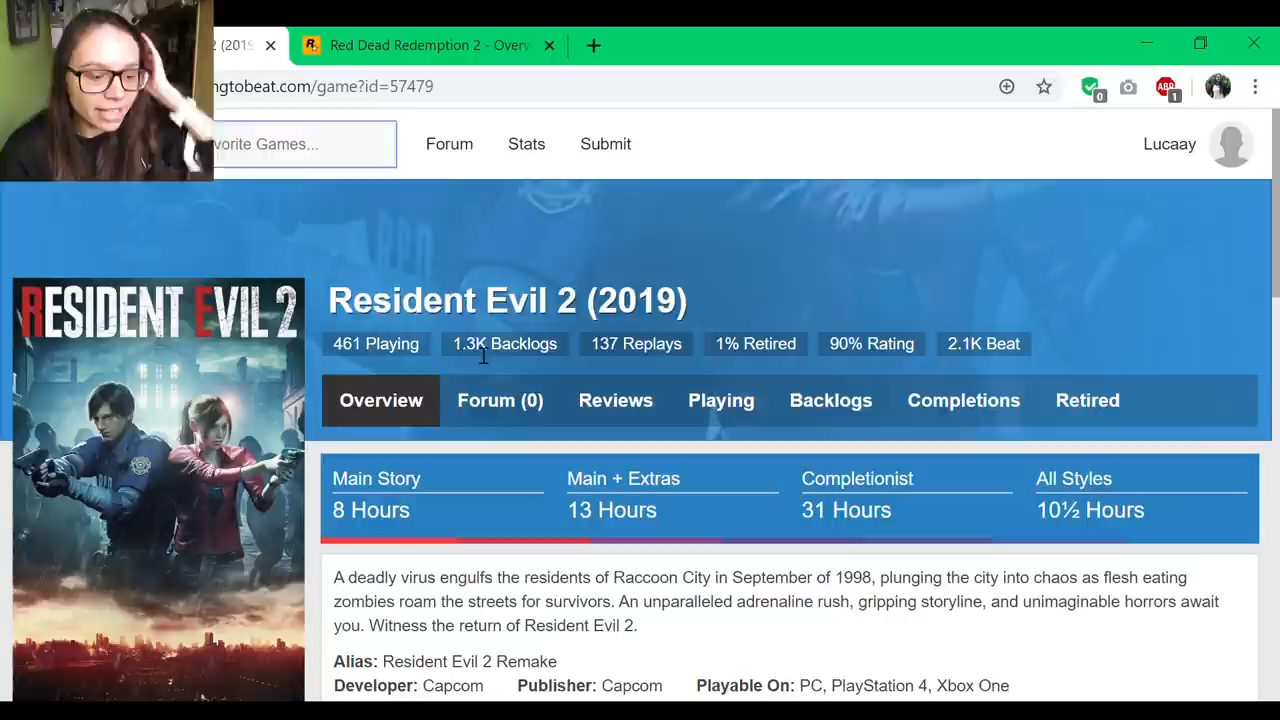 2 (2019
Red Dead Redemption 2 - Overv
ngtobeat.com/game?id=57479
0
ABP
1
vorite Games...
Forum
Stats
Submit
Lucaay
RESIDENT EVIL 2
Resident Evil 2 (2019)
461 Playing
1.3K Backlogs
137 Replays
1% Retired
90% Rating
2.1K Beat
Overview
Forum (0)
Reviews
Playing
Backlogs
Completions
Retired
Main Story
8 Hours
Main + Extras
13 Hours
Completionist
31 Hours
All Styles
10½ Hours
A deadly virus engulfs the residents of Raccoon City in September of 1998, plunging the city into chaos as flesh eating
zombies roam the streets for survivors. An unparalleled adrenaline rush, gripping storyline, and unimaginable horrors await
you. Witness the return of Resident Evil 2.
Alias: Resident Evil 2 Remake
Developer: Capcom Publisher: Capcom Playable On: PC, PlayStation 4, Xbox One